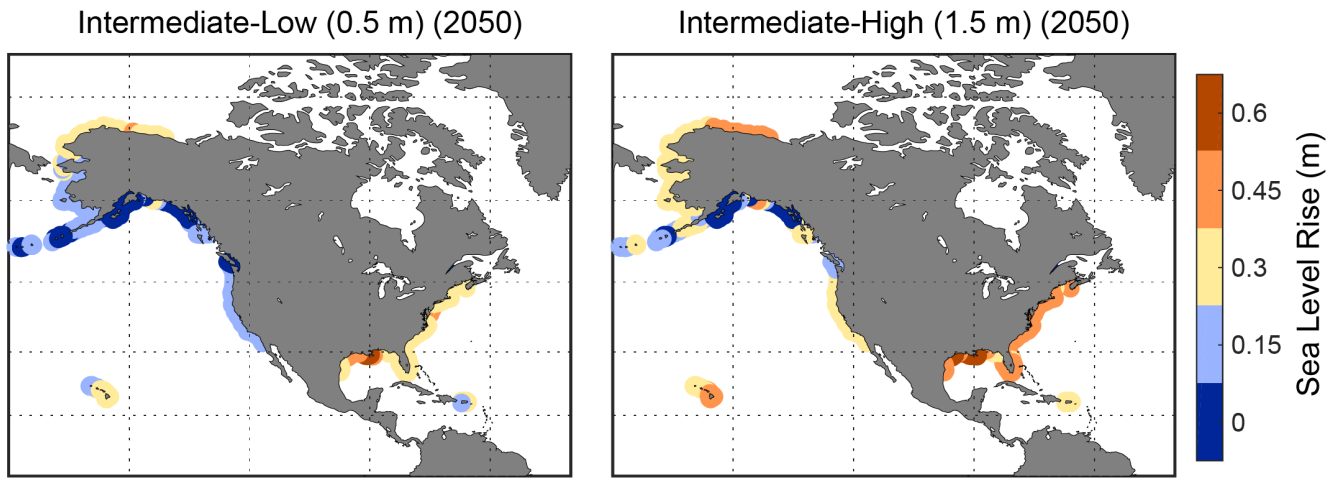 Intermediate-Low (0.5 m) (2050)
Intermediate-High (1.5 m) (2050)
0.6
0.45
0.3
0.15
0
Sea Level Rise (m)